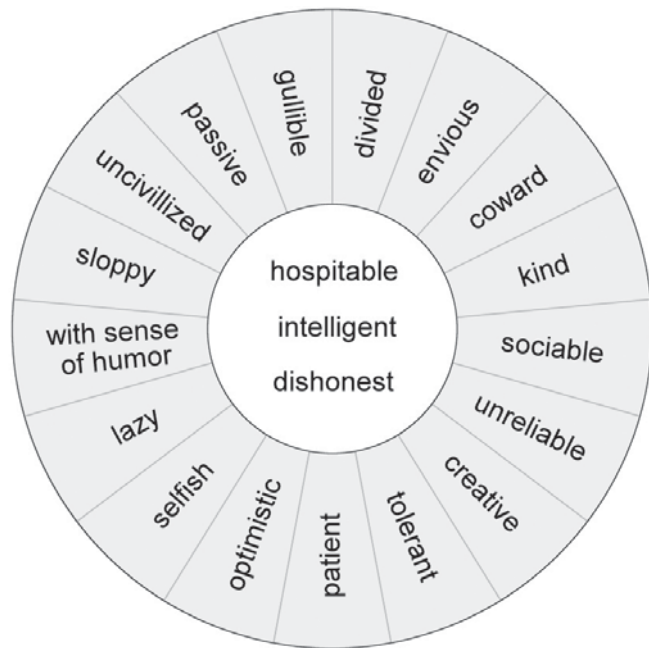 divided
envious
coward
kind
sociable
unreliable
creative
tolerant
patient
optimistic
selfish
lazy
with sense
of humor
sloppy
uncivillized
passive
gullible
hospitable
intelligent
dishonest